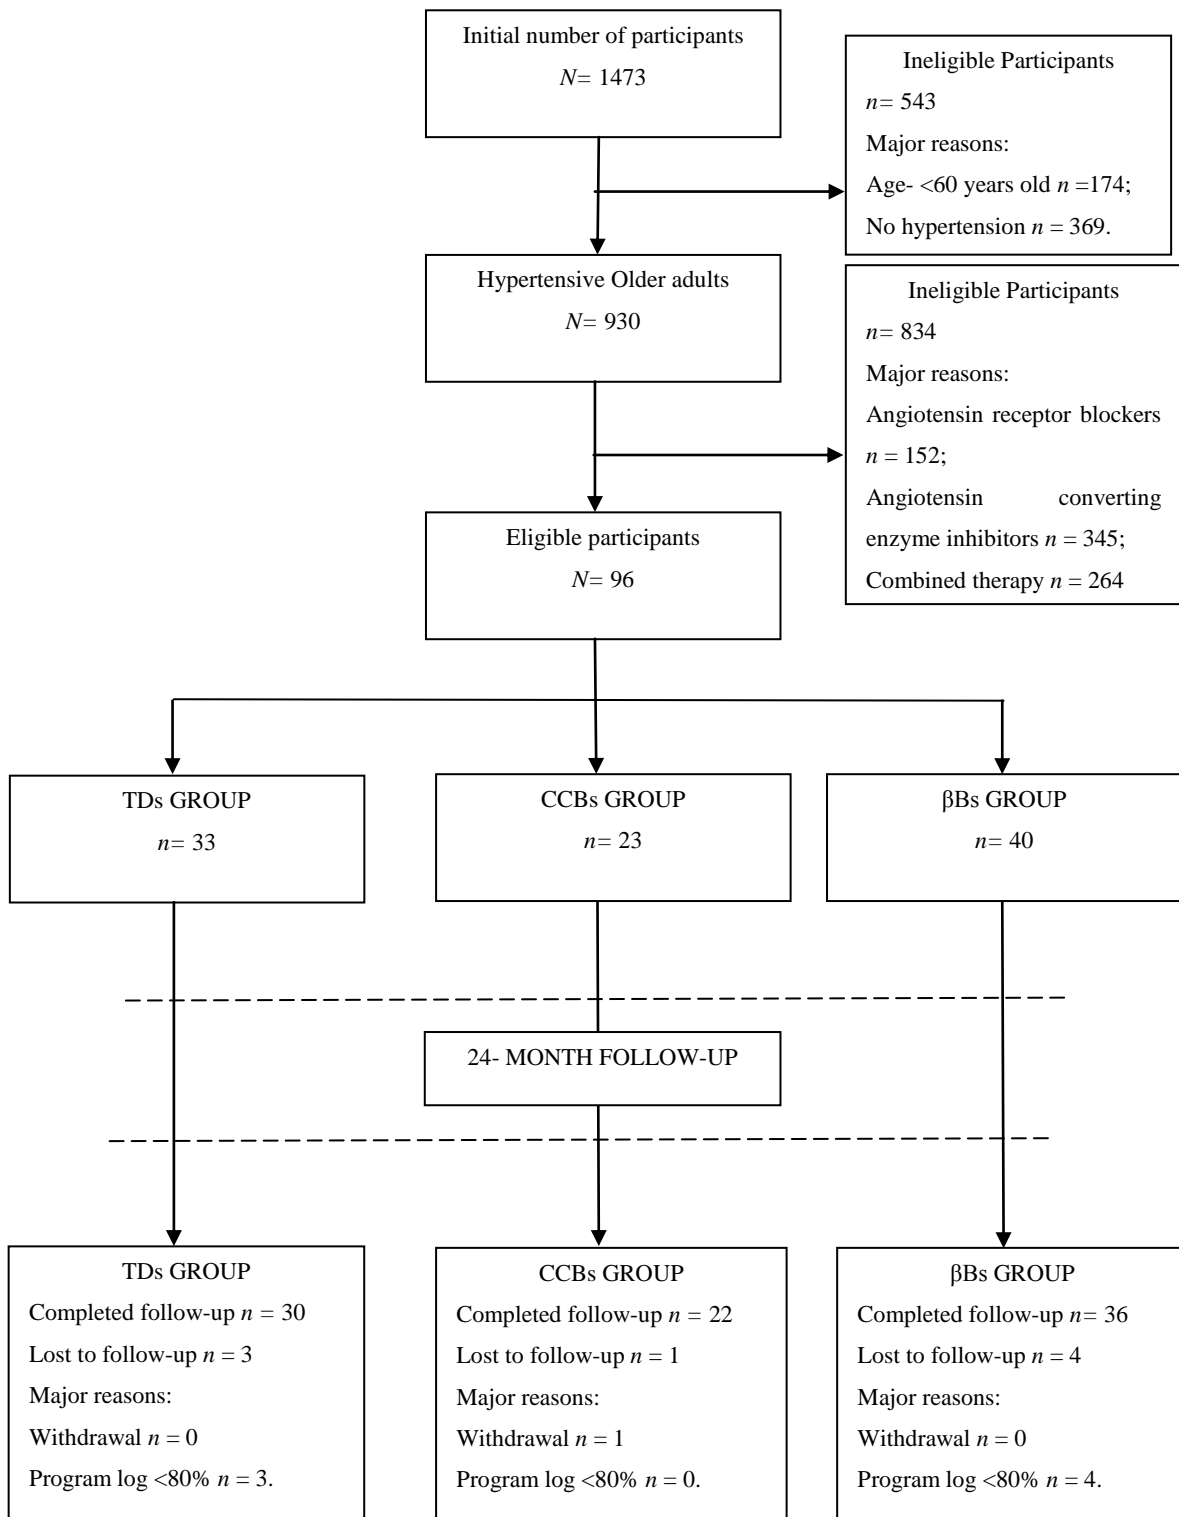 Initial number of participants
N= 1473
Ineligible Participants
n= 543
Major reasons:
Age- <60 years old n =174;
No hypertension n = 369.
Hypertensive Older adults
N= 930
Ineligible Participants
n= 834
Major reasons:
Angiotensin receptor blockers
n = 152;
Angiotensin converting
enzyme inhibitors n = 345;
Combined therapy n = 264
Eligible participants
N= 96
TDs GROUP
n= 33
CCBs GROUP
n= 23
βBs GROUP
n= 40
24- MONTH FOLLOW-UP
TDs GROUP
Completed follow-up n = 30
Lost to follow-up n = 3
Major reasons:
Withdrawal n = 0
Program log <80% n = 3.
CCBs GROUP
Completed follow-up n = 22
Lost to follow-up n = 1
Major reasons:
Withdrawal n = 1
Program log <80% n = 0.
βBs GROUP
Completed follow-up n= 36
Lost to follow-up n = 4
Major reasons:
Withdrawal n = 0
Program log <80% n = 4.